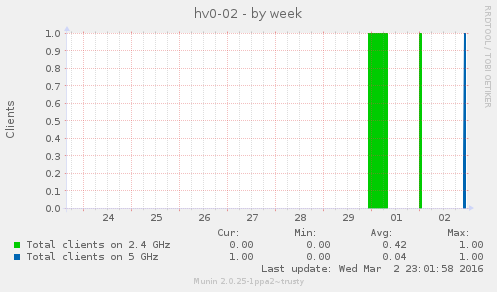 hv0-02 - by week
RRDTOOL / TOBI OETIKER
Clients
1.0
0.9
0.8
0.7
0.6
0.5
0.4
0.3
0.2
0.1
0.0
24 25 26 27 28 29 01 02
Cur: Min: Avg: Max:
Total clients on 2.4 GHz 0.00 0.00 0.42 1.00
Total clients on 5 GHz 1.00 0.00 0.04 1.00
Last update: Wed Mar 2 23:01:58 2016
Munin 2.0.25-1ppa2~trusty